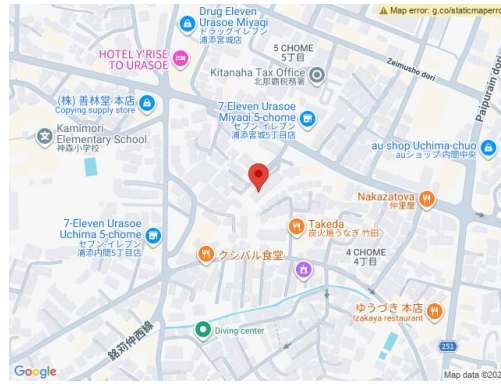 Drug Eleven
Urasoe Miyagi
ドラッグイレブン
浦添宮城店
Map error: g.co/staticmaperro
HOTEL Y'RISE
TO URASOE
5 CHOME
5丁目
Kitanaha Tax Office
北那覇税務署
Zeimusho dori
Paipurain dori
(株) 善林堂 本店
Copying supply store
7-Eleven Urasoe
Miyagi 5-chome
セブン-イレブン
浦添宮城5丁目店
Kamimori
Elementary School
神森小学校
au shop Uchima-chuo
auショップ 内間中央
Nakazatoya
仲里屋
7-Eleven Urasoe
Uchima 5-chome
セブン-イレブン
浦添内間5丁目店
Takeda
炭火焼うなぎ 竹田
クシバル食堂
4 CHOME
4丁目
ゆうづき 本店
Izakaya restaurant
Diving center
銘苅仲西線
251
Google
Map data ©202